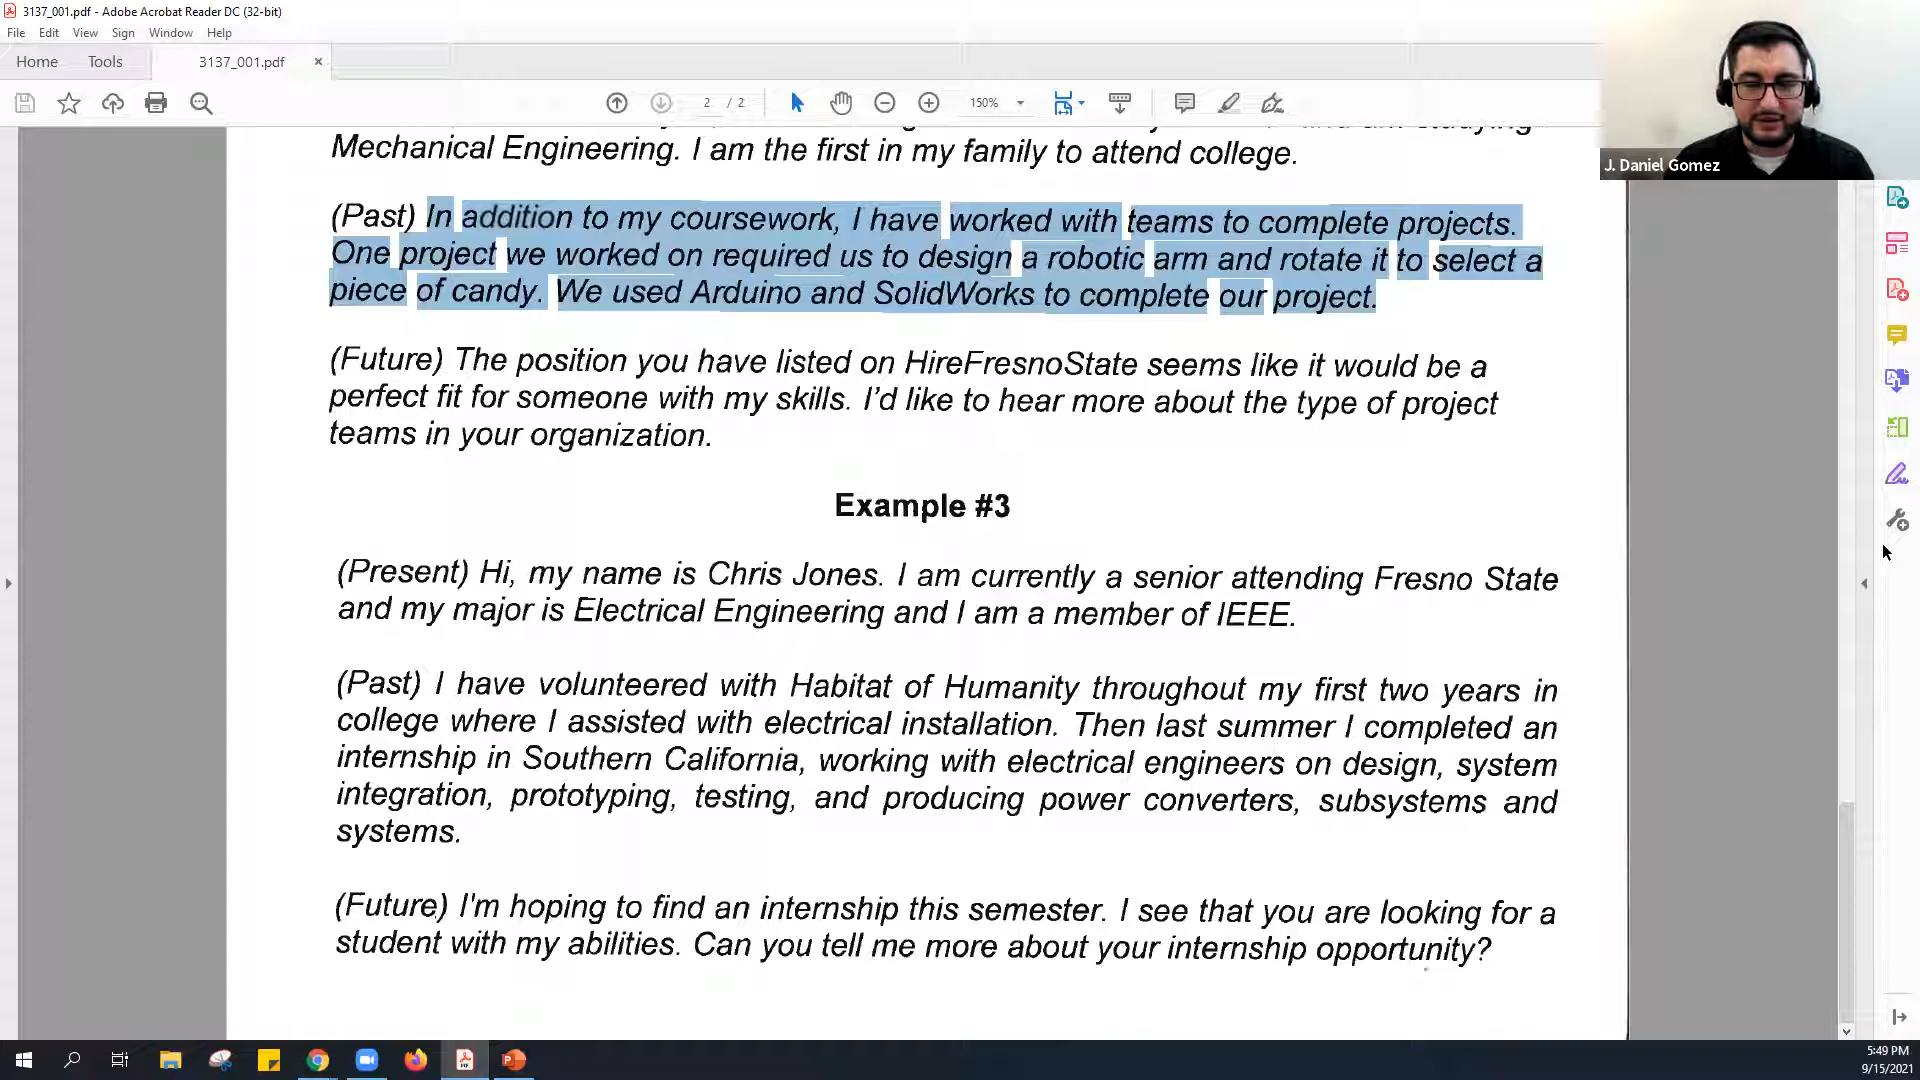 3137_001.pdf - Adobe Acrobat Reader DC (32-bit)
File Edit View Sign Window Help
Home Tools 3137_001.pdf ×
2 / 2 150%
J. Daniel Gomez
and am studying
Mechanical Engineering. I am the first in my family to attend college.
(Past) In addition to my coursework, I have worked with teams to complete projects.
One project we worked on required us to design a robotic arm and rotate it to select a
piece of candy. We used Arduino and SolidWorks to complete our project.
(Future) The position you have listed on HireFresnoState seems like it would be a
perfect fit for someone with my skills. I'd like to hear more about the type of project
teams in your organization.
Example #3
(Present) Hi, my name is Chris Jones. I am currently a senior attending Fresno State
and my major is Electrical Engineering and I am a member of IEEE.
(Past) I have volunteered with Habitat of Humanity throughout my first two years in
college where I assisted with electrical installation. Then last summer I completed an
internship in Southern California, working with electrical engineers on design, system
integration, prototyping, testing, and producing power converters, subsystems and
systems.
(Future) I'm hoping to find an internship this semester. I see that you are looking for a
student with my abilities. Can you tell me more about your internship opportunity?
5:49 PM
9/15/2021